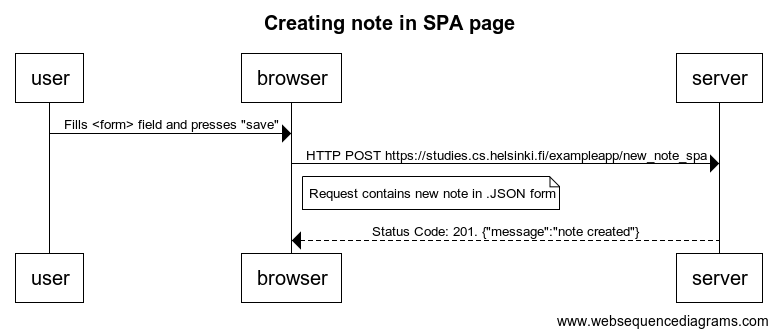 Creating note in SPA page
user
browser
server
Fills <form> field and presses "save"
HTTP POST https://studies.cs.helsinki.fi/exampleapp/new_note_spa
Request contains new note in .JSON form
Status Code: 201. {"message":"note created"}
user
browser
server
www.websequencediagrams.com